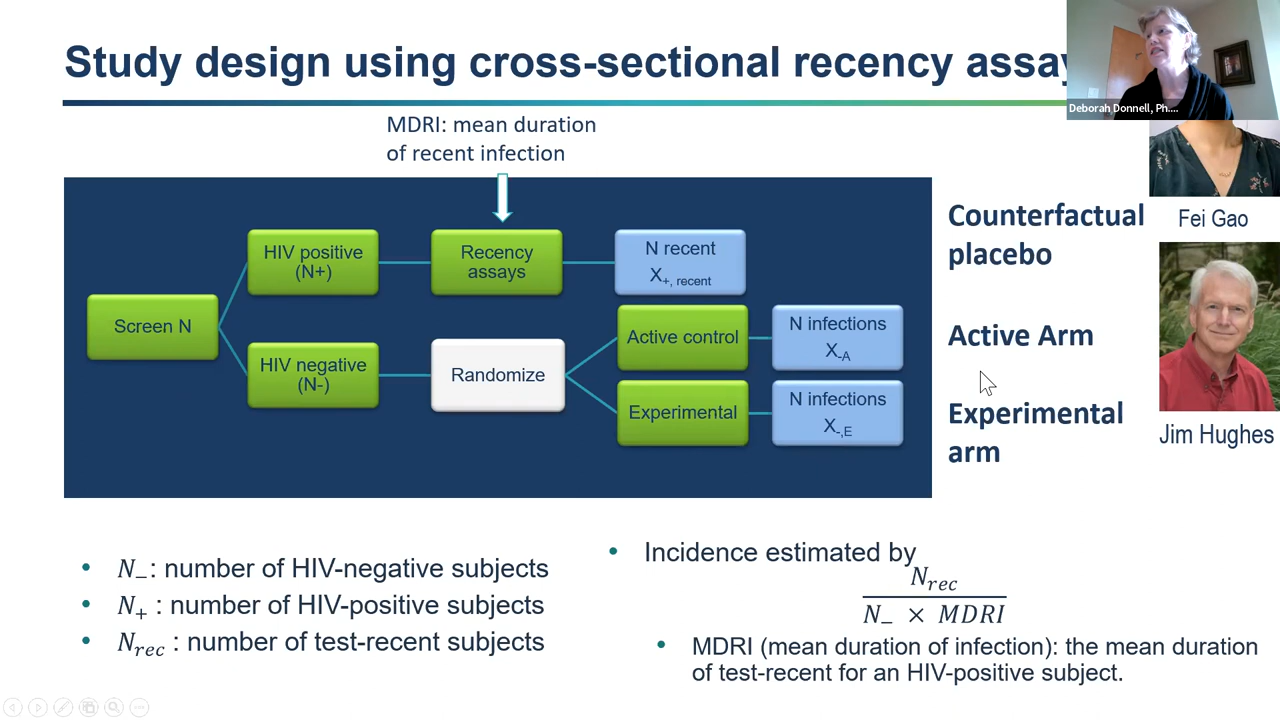 Study design using cross-sectional recency assay
Deborah Donnell, Ph....
MDRI: mean duration
of recent infection
HIV positive
(N+)
Recency
assays
N recent
X+, recent
Screen N
HIV negative
(N-)
Randomize
Active control
N infections
X-A
Experimental
N infections
X-,E
Counterfactual
placebo
Active Arm
Experimental
arm
Fei Gao
Jim Hughes
• N− : number of HIV-negative subjects
• N+ : number of HIV-positive subjects
• Nrec : number of test-recent subjects
• Incidence estimated by
Nrec
N− × MDRI
• MDRI (mean duration of infection): the mean duration
of test-recent for an HIV-positive subject.